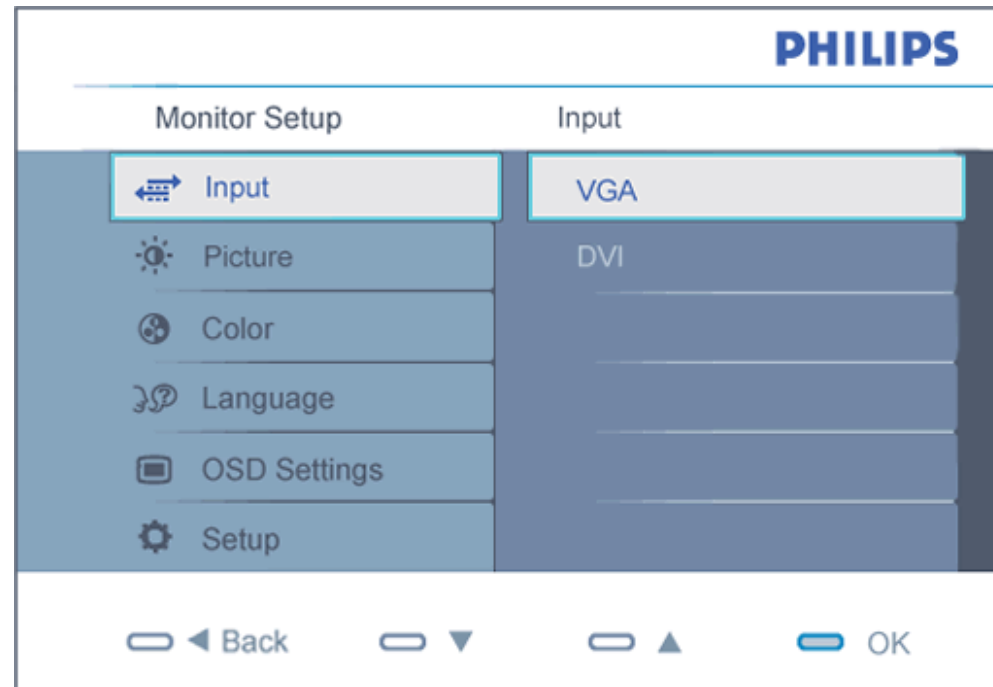 PHILIPS
Monitor Setup
Input
Input
VGA
Picture
DVI
Color
Language
OSD Settings
Setup
Back
OK